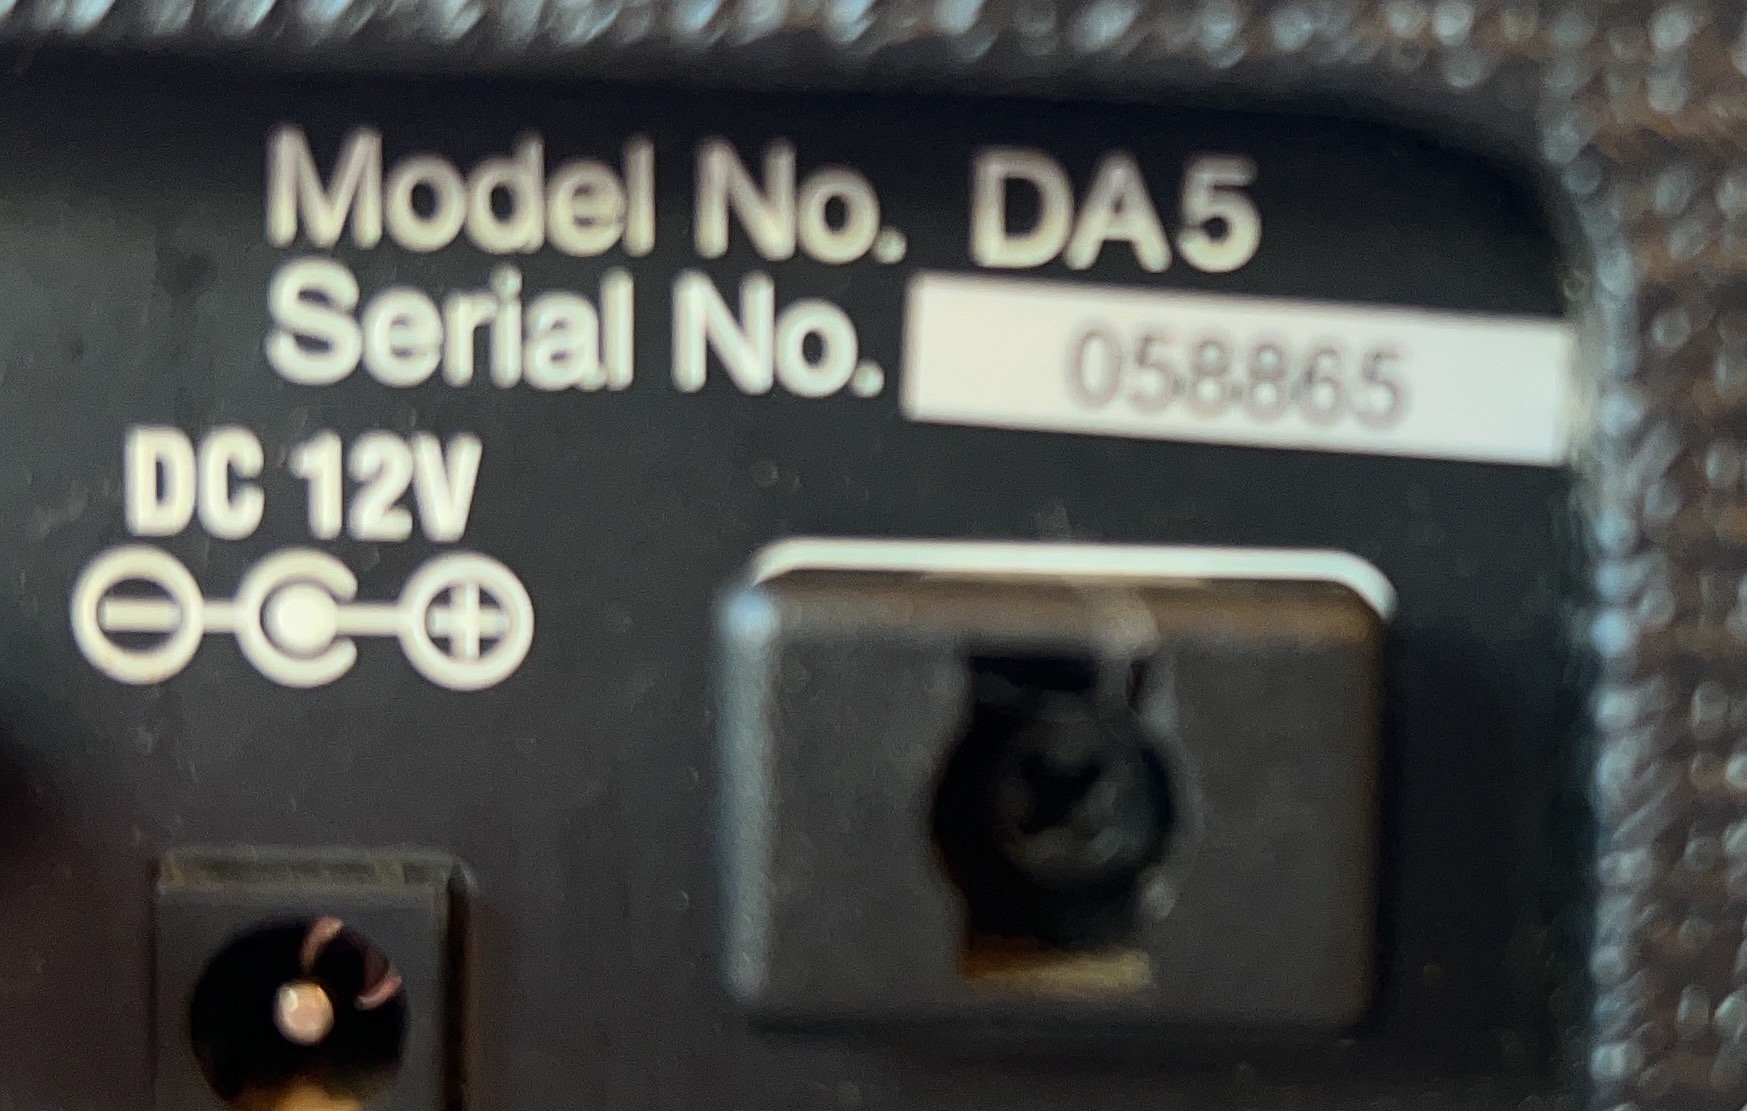 Model No. DA5
Serial No. 058865
DC 12V